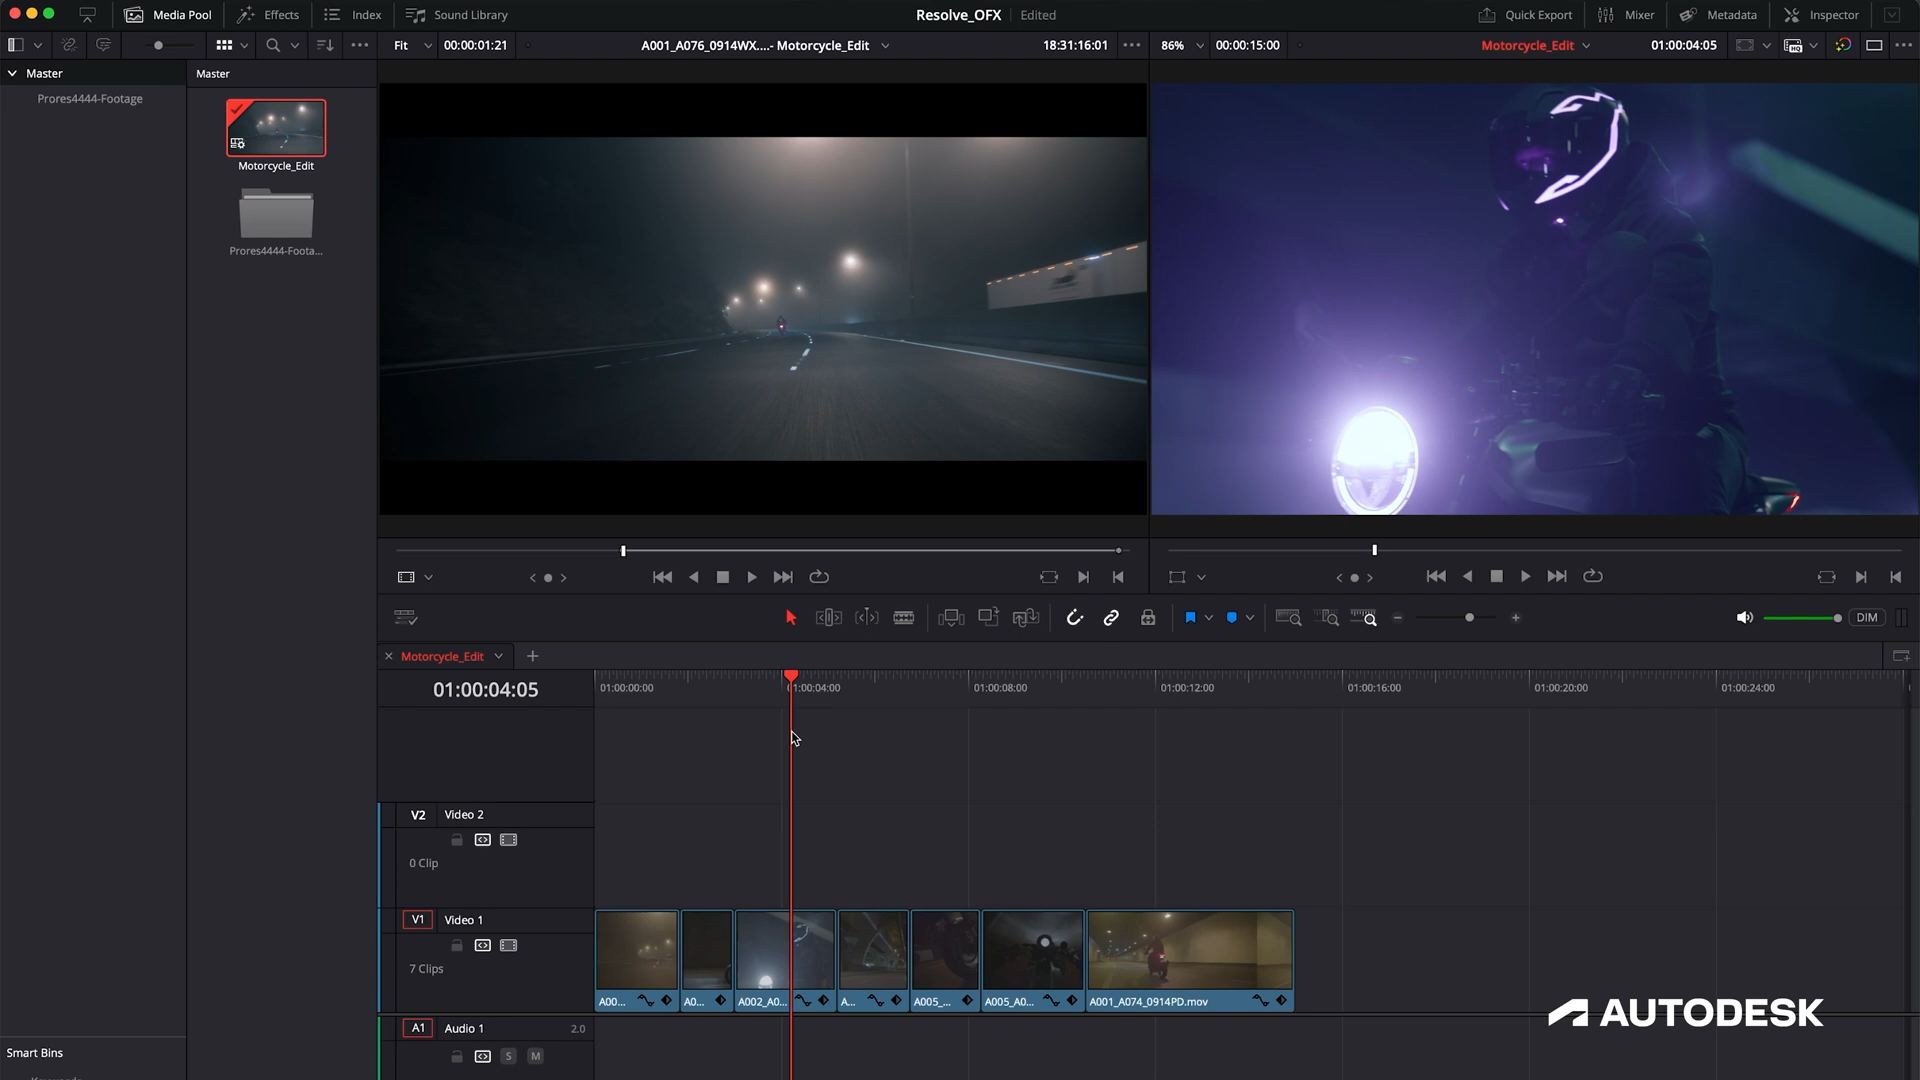 Media Pool
Effects
Index
Sound Library
Resolve_OFX
Edited
Quick Export
Mixer
Metadata
Inspector
Fit
00:00:01:21
A001_A076_0914WX....- Motorcycle_Edit
18:31:16:01
86%
00:00:15:00
Motorcycle_Edit
01:00:04:05
Master
Prores4444-Footage
Master
Motorcycle_Edit
Prores4444-Foota...
DIM
Motorcycle_Edit
01:00:04:05
01:00:00:00
01:00:04:00
01:00:08:00
01:00:12:00
01:00:16:00
01:00:20:00
01:00:24:00
V2
Video 2
0 Clip
V1
Video 1
7 Clips
A00...
A0...
A002_A0...
A...
A005_...
A005_A0...
A001_A074_0914PD.mov
A1
Audio 1
2.0
S
M
Smart Bins
AUTODESK